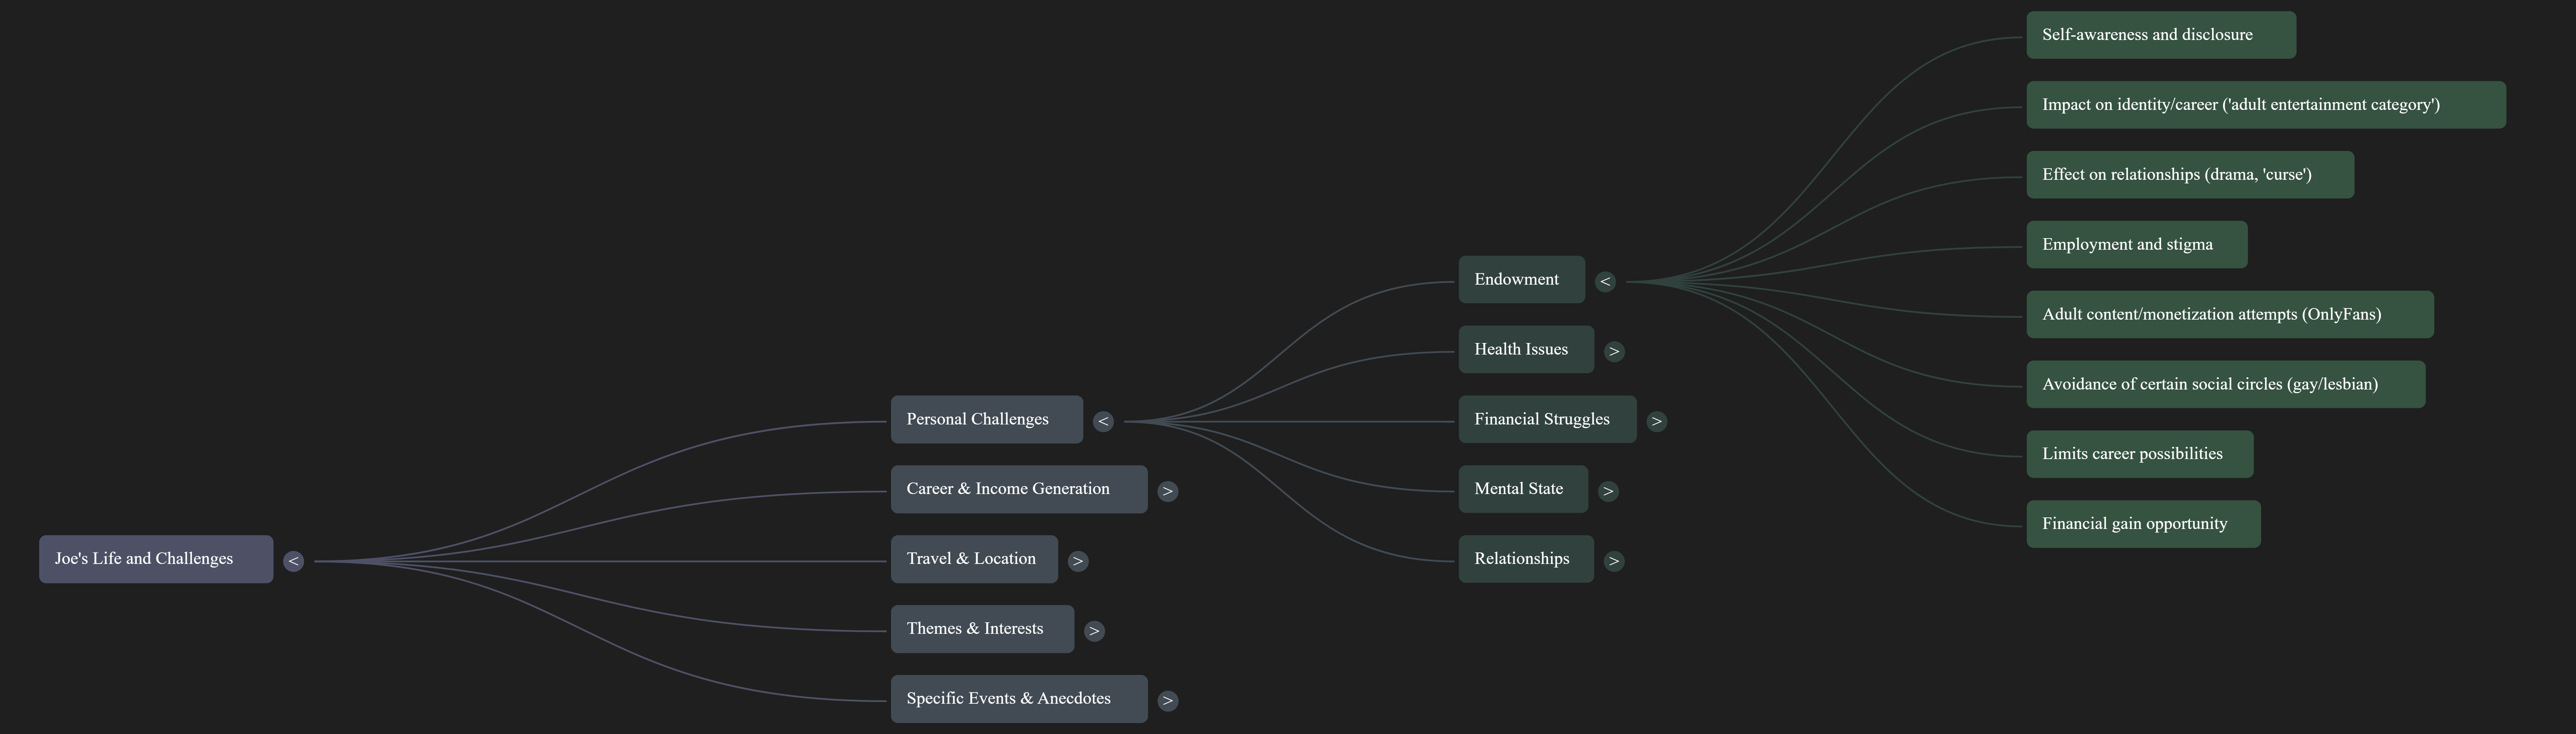 Joe's Life and Challenges
<
Personal Challenges
<
Career & Income Generation
>
Travel & Location
>
Themes & Interests
>
Specific Events & Anecdotes
>
Endowment
<
Health Issues
>
Financial Struggles
>
Mental State
>
Relationships
>
Self-awareness and disclosure
Impact on identity/career ('adult entertainment category')
Effect on relationships (drama, 'curse')
Employment and stigma
Adult content/monetization attempts (OnlyFans)
Avoidance of certain social circles (gay/lesbian)
Limits career possibilities
Financial gain opportunity